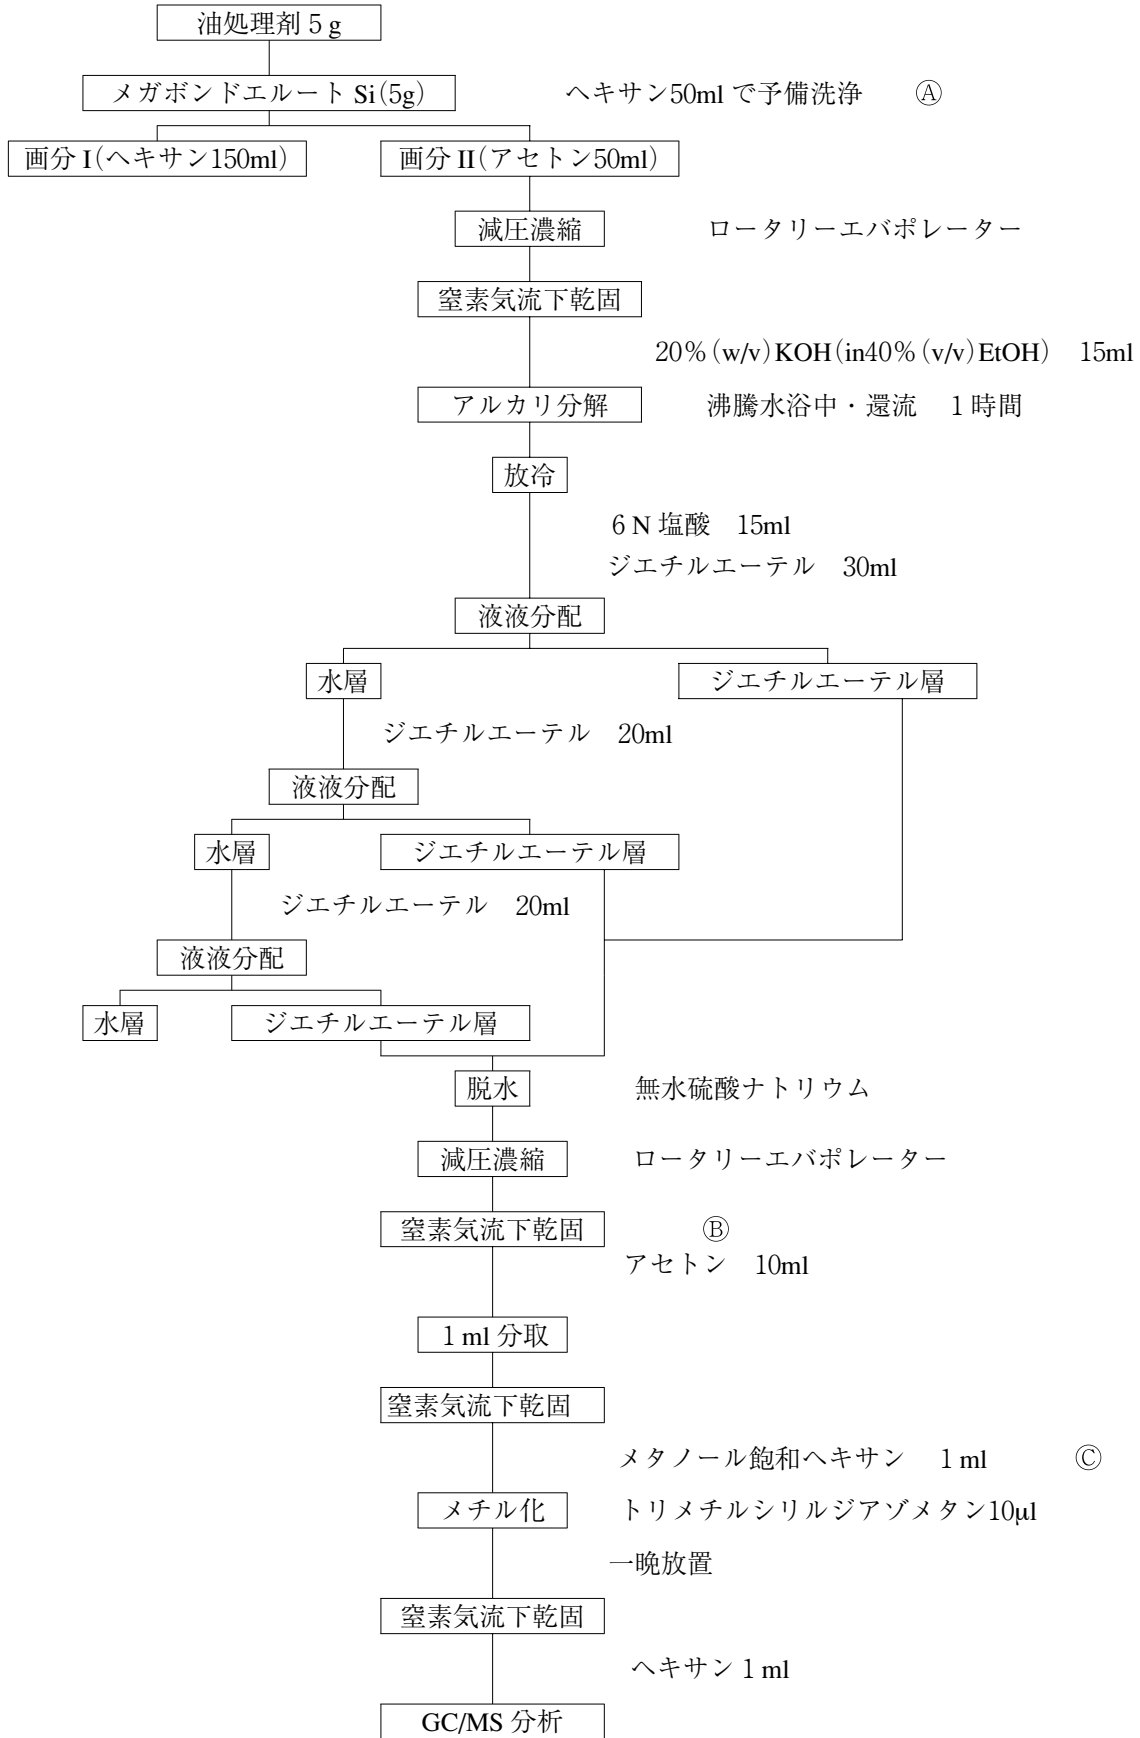 油処理剤5g
メガボンドエルート Si(5g) ヘキサン50ml で予備洗浄 Ⓐ
画分 I(ヘキサン150ml) 画分 II(アセトン50ml)
減圧濃縮 ロータリーエバポレーター
窒素気流下乾固
20%(w/v)KOH(in40%(v/v)EtOH) 15ml
アルカリ分解 沸騰水浴中・還流 1時間
放冷
6N 塩酸 15ml
ジエチルエーテル 30ml
液液分配
水層 ジエチルエーテル層
ジエチルエーテル 20ml
液液分配
水層 ジエチルエーテル層
ジエチルエーテル 20ml
液液分配
水層 ジエチルエーテル層
脱水 無水硫酸ナトリウム
減圧濃縮 ロータリーエバポレーター
窒素気流下乾固 Ⓑ
アセトン 10ml
1ml 分取
窒素気流下乾固
メタノール飽和ヘキサン 1ml Ⓒ
メチル化 トリメチルシリルジアゾメタン10μl
一晩放置
窒素気流下乾固
ヘキサン1ml
GC/MS 分析